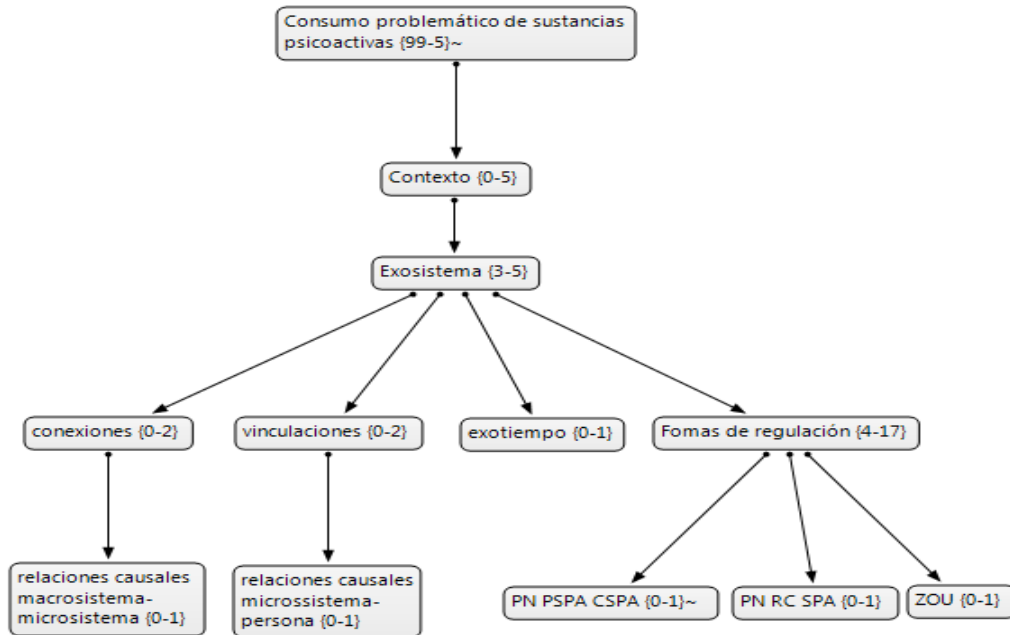 Consumo problemático de sustancias
psicoactivas {99-5}~
Contexto {0-5}
Exosistema {3-5}
conexiones {0-2}
vinculaciones {0-2}
exotiempo {0-1}
Fomas de regulación {4-17}
relaciones causales
macrosistema-
microsistema {0-1}
relaciones causales
microssistema-
persona {0-1}
PN PSPA CSPA {0-1}~
PN RC SPA {0-1}
ZOU {0-1}